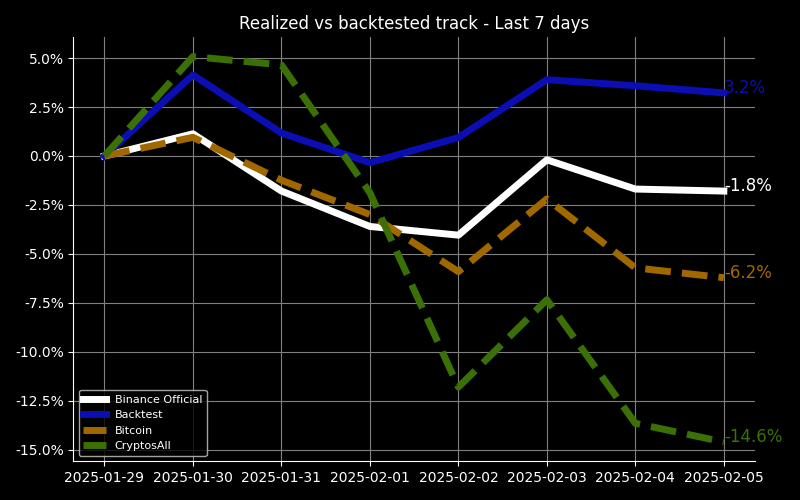 Realized vs backtested track - Last 7 days
5.0%
2.5%
0.0%
-2.5%
-5.0%
-7.5%
-10.0%
-12.5%
-15.0%
3.2%
-1.8%
-6.2%
-14.6%
Binance Official
Backtest
Bitcoin
CryptosAll
2025-01-29 2025-01-30 2025-01-31 2025-02-01 2025-02-02 2025-02-03 2025-02-04 2025-02-05